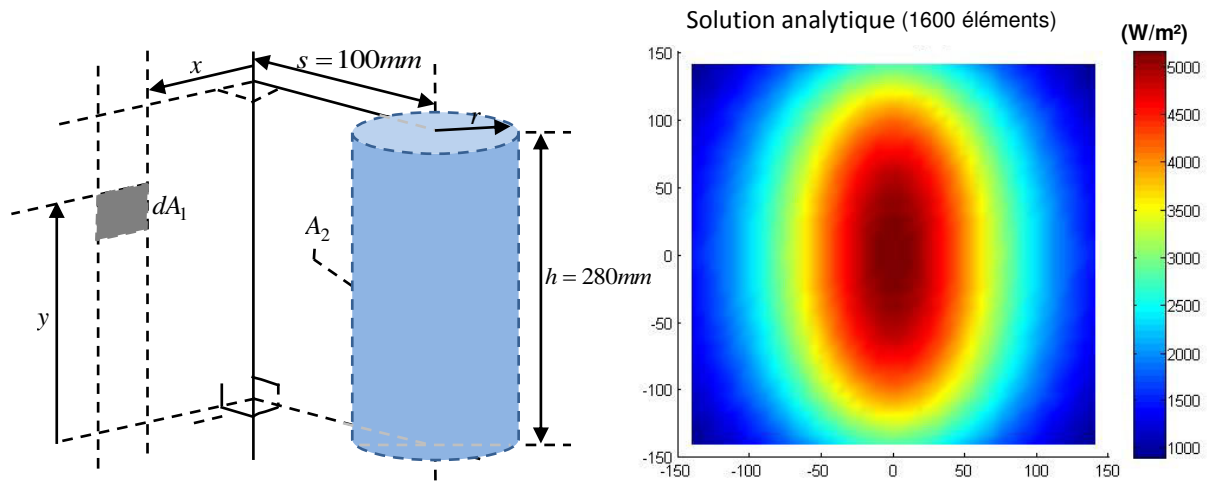 x
s = 100mm
r
dA₁
A₂
h = 280mm
y
Solution analytique (1600 éléments)
(W/m²)
150
100
50
0
-50
-100
-150
-150
-100
-50
0
50
100
150
5000
4500
4000
3500
3000
2500
2000
1500
1000